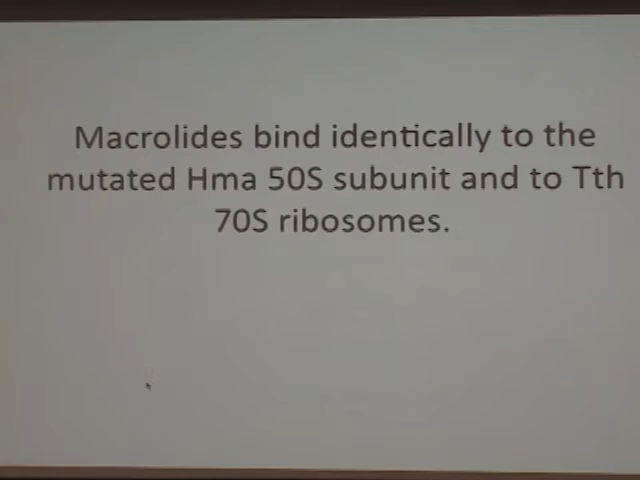 Macrolides bind identically to the
mutated Hma 50S subunit and to Tth
70S ribosomes.